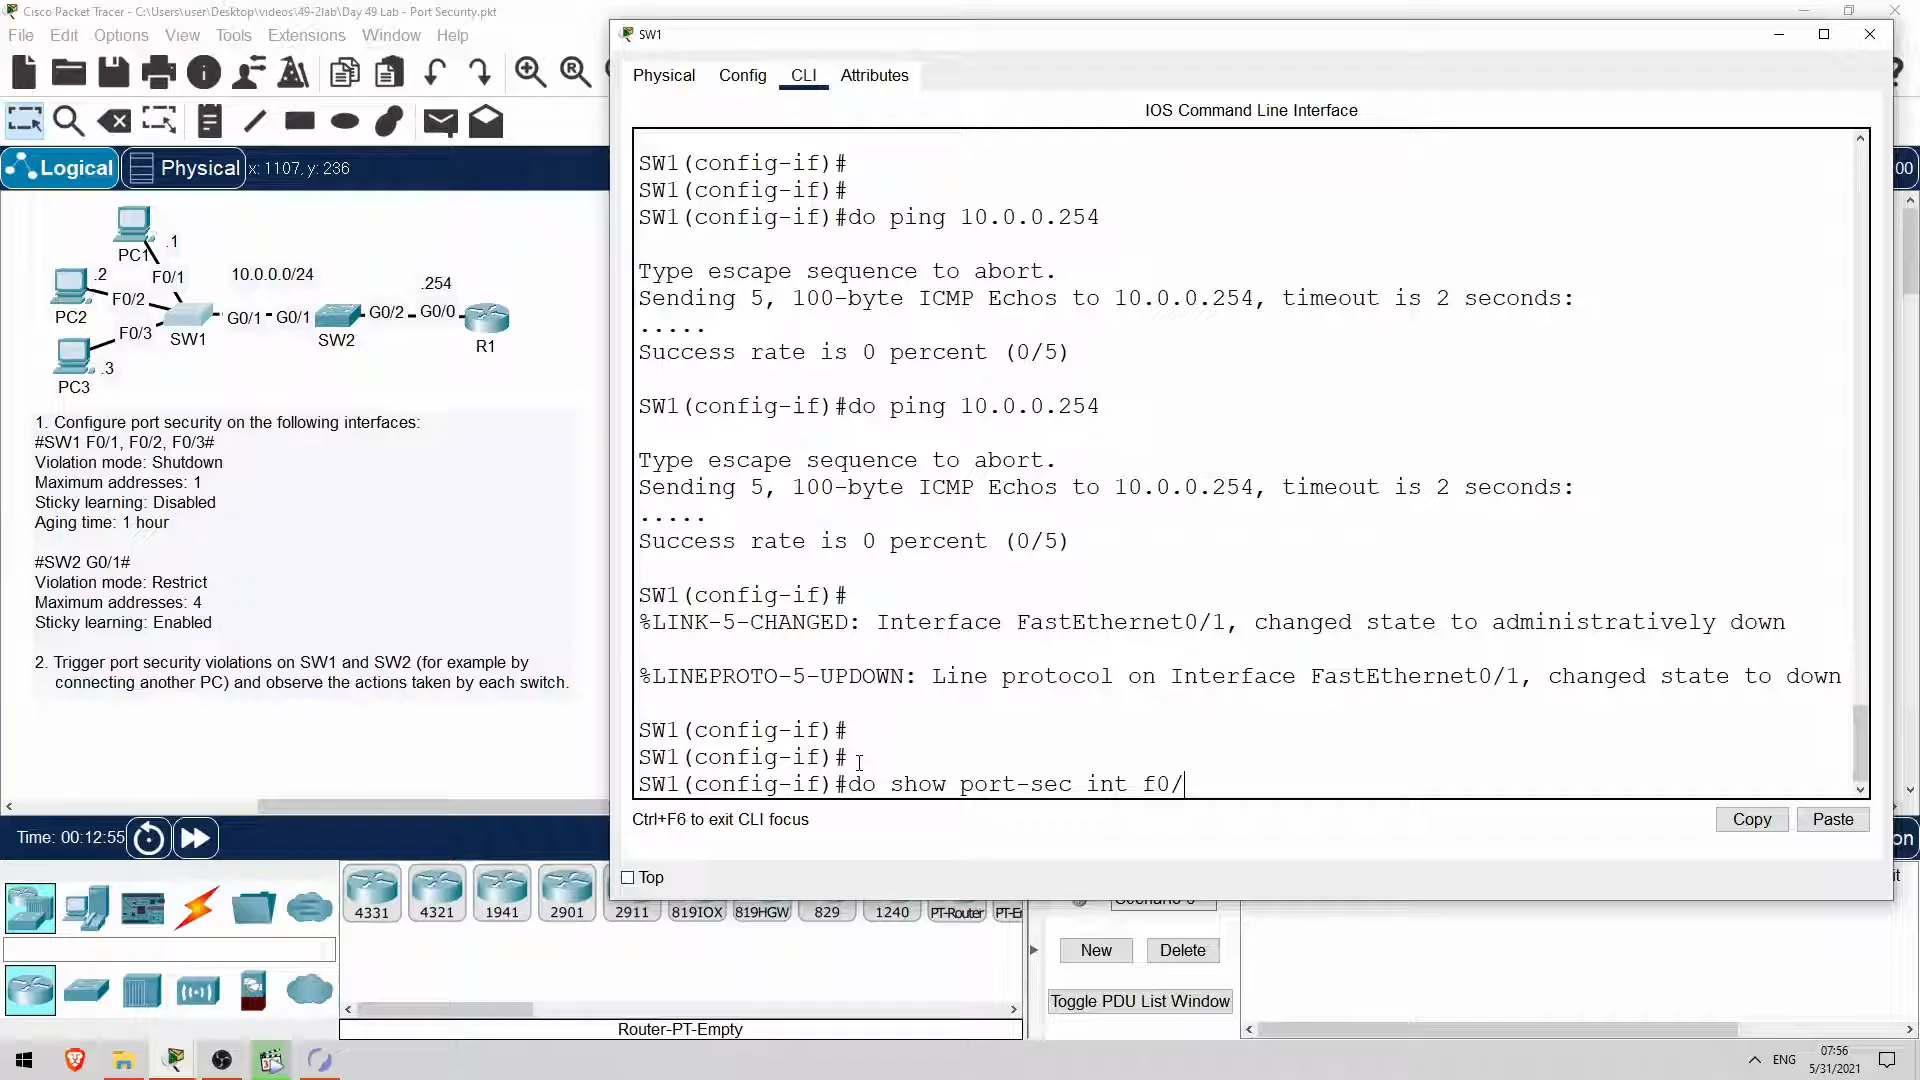 Cisco Packet Tracer - C:\Users\user\Desktop\videos\49-2lab\Day 49 Lab - Port Security.pkt
File Edit Options View Tools Extensions Window Help
Logical Physical x: 1107, y: 236
PC1 .1
F0/1
.2 10.0.0.0/24
F0/2 .254
PC2
G0/1 G0/1 G0/2 G0/0
F0/3 SW1 SW2 R1
.3
PC3
1. Configure port security on the following interfaces:
#SW1 F0/1, F0/2, F0/3#
Violation mode: Shutdown
Maximum addresses: 1
Sticky learning: Disabled
Aging time: 1 hour
#SW2 G0/1#
Violation mode: Restrict
Maximum addresses: 4
Sticky learning: Enabled
2. Trigger port security violations on SW1 and SW2 (for example by
connecting another PC) and observe the actions taken by each switch.
SW1
Physical Config CLI Attributes
IOS Command Line Interface
SW1(config-if)#
SW1(config-if)#
SW1(config-if)#do ping 10.0.0.254
Type escape sequence to abort.
Sending 5, 100-byte ICMP Echos to 10.0.0.254, timeout is 2 seconds:
.....
Success rate is 0 percent (0/5)
SW1(config-if)#do ping 10.0.0.254
Type escape sequence to abort.
Sending 5, 100-byte ICMP Echos to 10.0.0.254, timeout is 2 seconds:
.....
Success rate is 0 percent (0/5)
SW1(config-if)#
%LINK-5-CHANGED: Interface FastEthernet0/1, changed state to administratively down
%LINEPROTO-5-UPDOWN: Line protocol on Interface FastEthernet0/1, changed state to down
SW1(config-if)#
SW1(config-if)#
SW1(config-if)#do show port-sec int f0/
Ctrl+F6 to exit CLI focus
Copy Paste
Top
00
on
it
Time: 00:12:55
4331 4321 1941 2901 2911 819IOX 819HGW 829 1240 PT-Router PT-E
New Delete
Toggle PDU List Window
Router-PT-Empty
ENG
07:56
5/31/2021